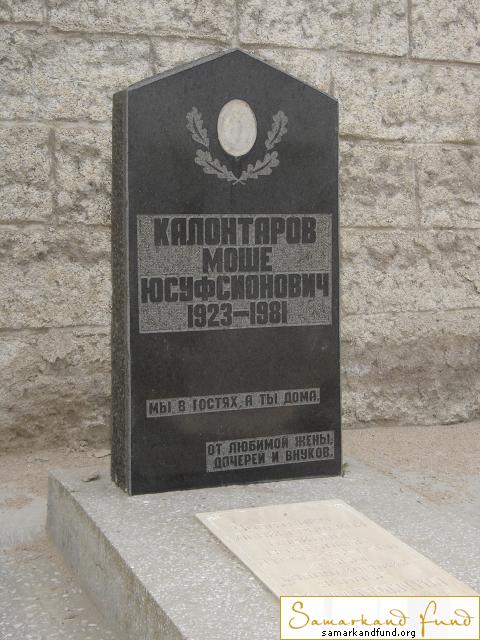 КАЛОНТАРОВ
МОШЕ
ЮСУФСИОНОВИЧ
1923–1981
МЫ В ГОСТЯХ, А ТЫ ДОМА.
ОТ ЛЮБИМОЙ ЖЕНЫ,
ДОЧЕРЕЙ И ВНУКОВ.
Samarkand Fund
samarkandfund.org